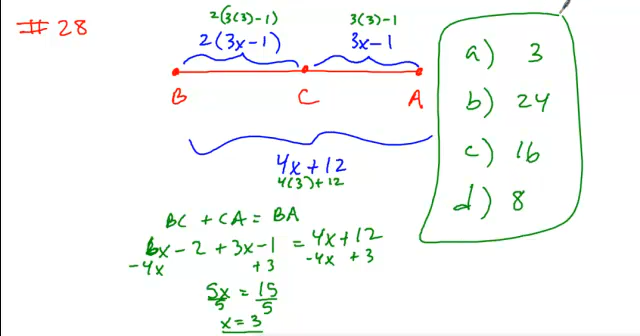 # 28
2(3(3)-1) 3(3)-1
2(3x-1) 3x-1
B C A
4x+12
4(3)+12
a) 3
b) 24
c) 16
d) 8
BC + CA = BA
6x-2+3x-1 = 4x+12
-4x +3 -4x +3
5x = 15
5 5
x=3